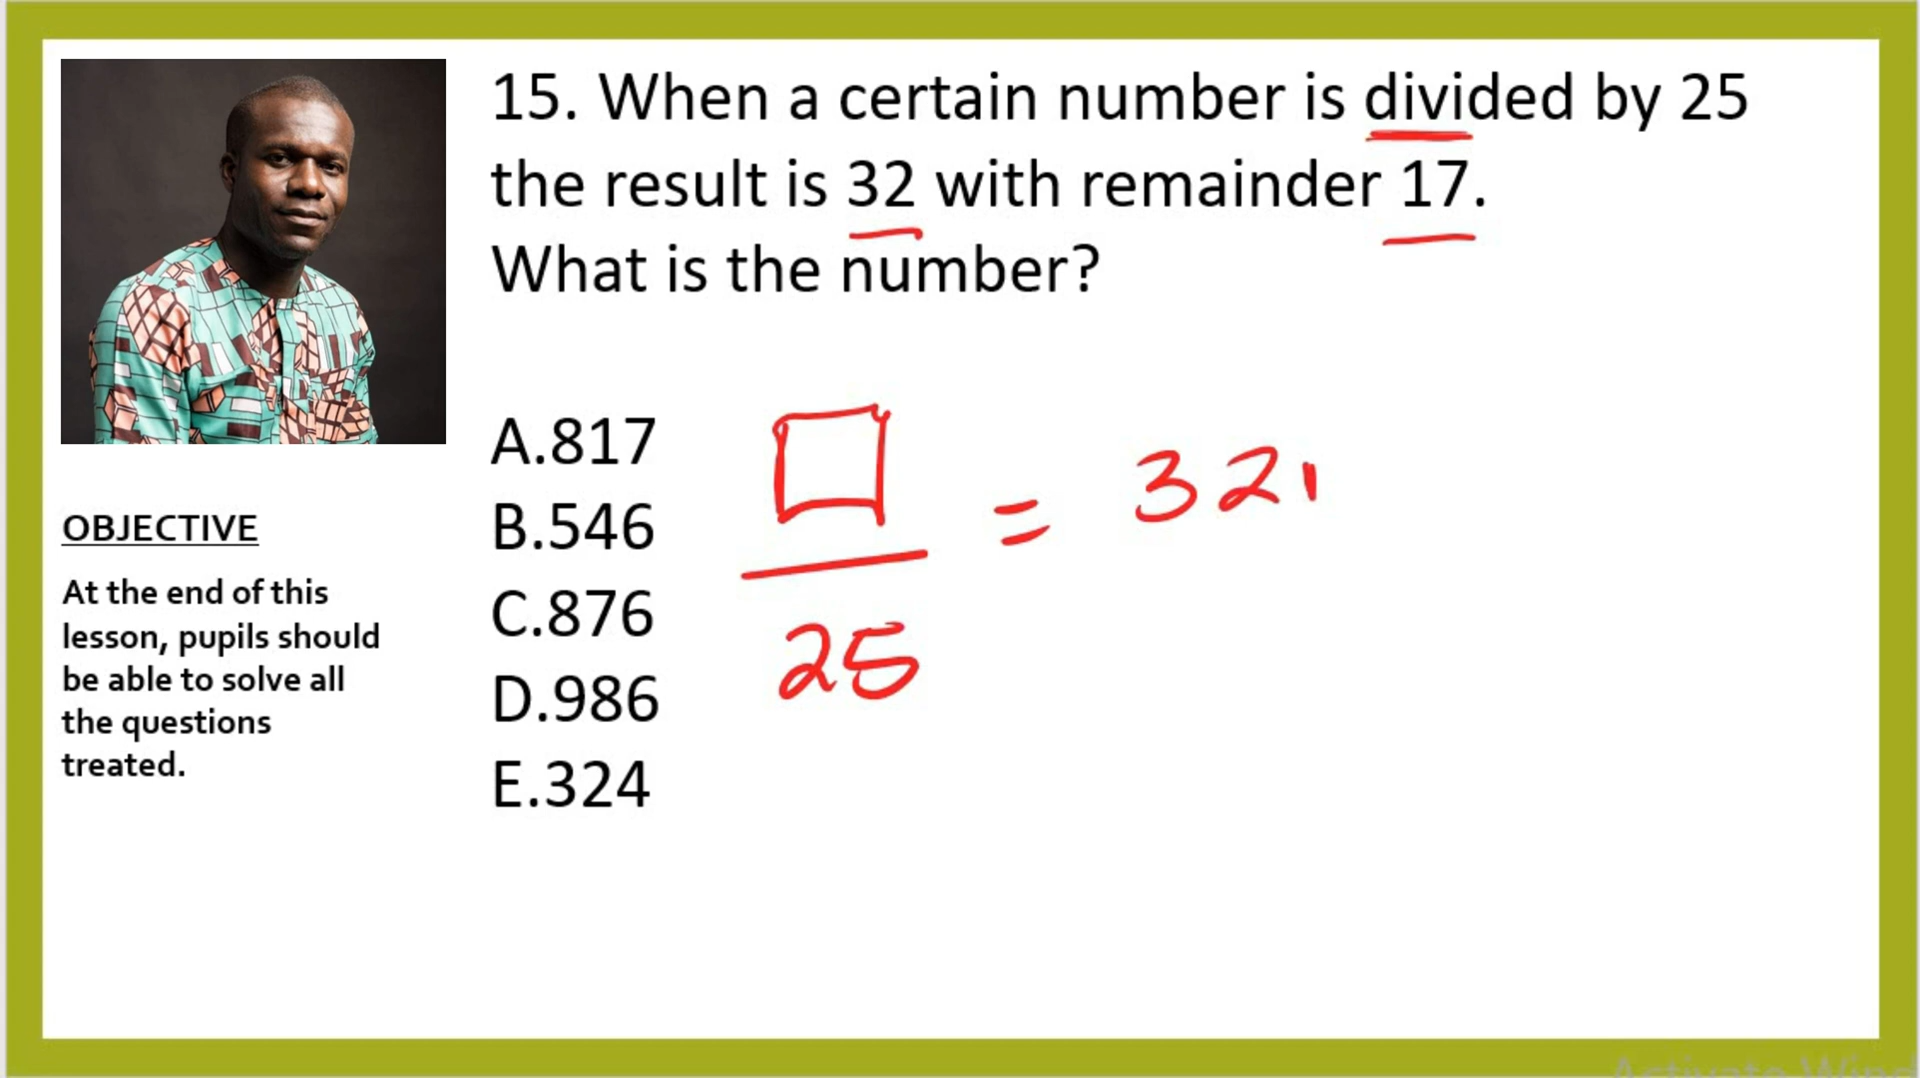 15. When a certain number is divided by 25
the result is 32 with remainder 17.
What is the number?
A.817
B.546
C.876
D.986
E.324
□
= 32
25
OBJECTIVE
At the end of this
lesson, pupils should
be able to solve all
the questions
treated.